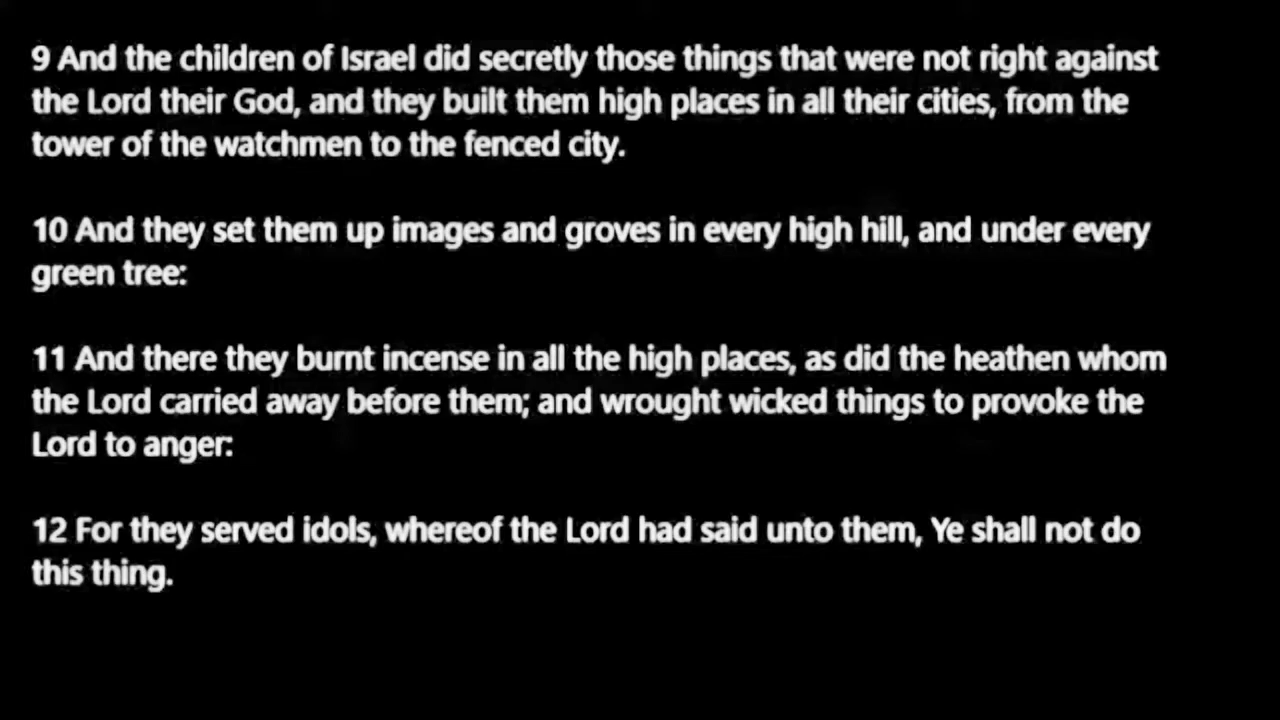 9 And the children of Israel did secretly those things that were not right against
the Lord their God, and they built them high places in all their cities, from the
tower of the watchmen to the fenced city.
10 And they set them up images and groves in every high hill, and under every
green tree:
11 And there they burnt incense in all the high places, as did the heathen whom
the Lord carried away before them; and wrought wicked things to provoke the
Lord to anger:
12 For they served idols, whereof the Lord had said unto them, Ye shall not do
this thing.